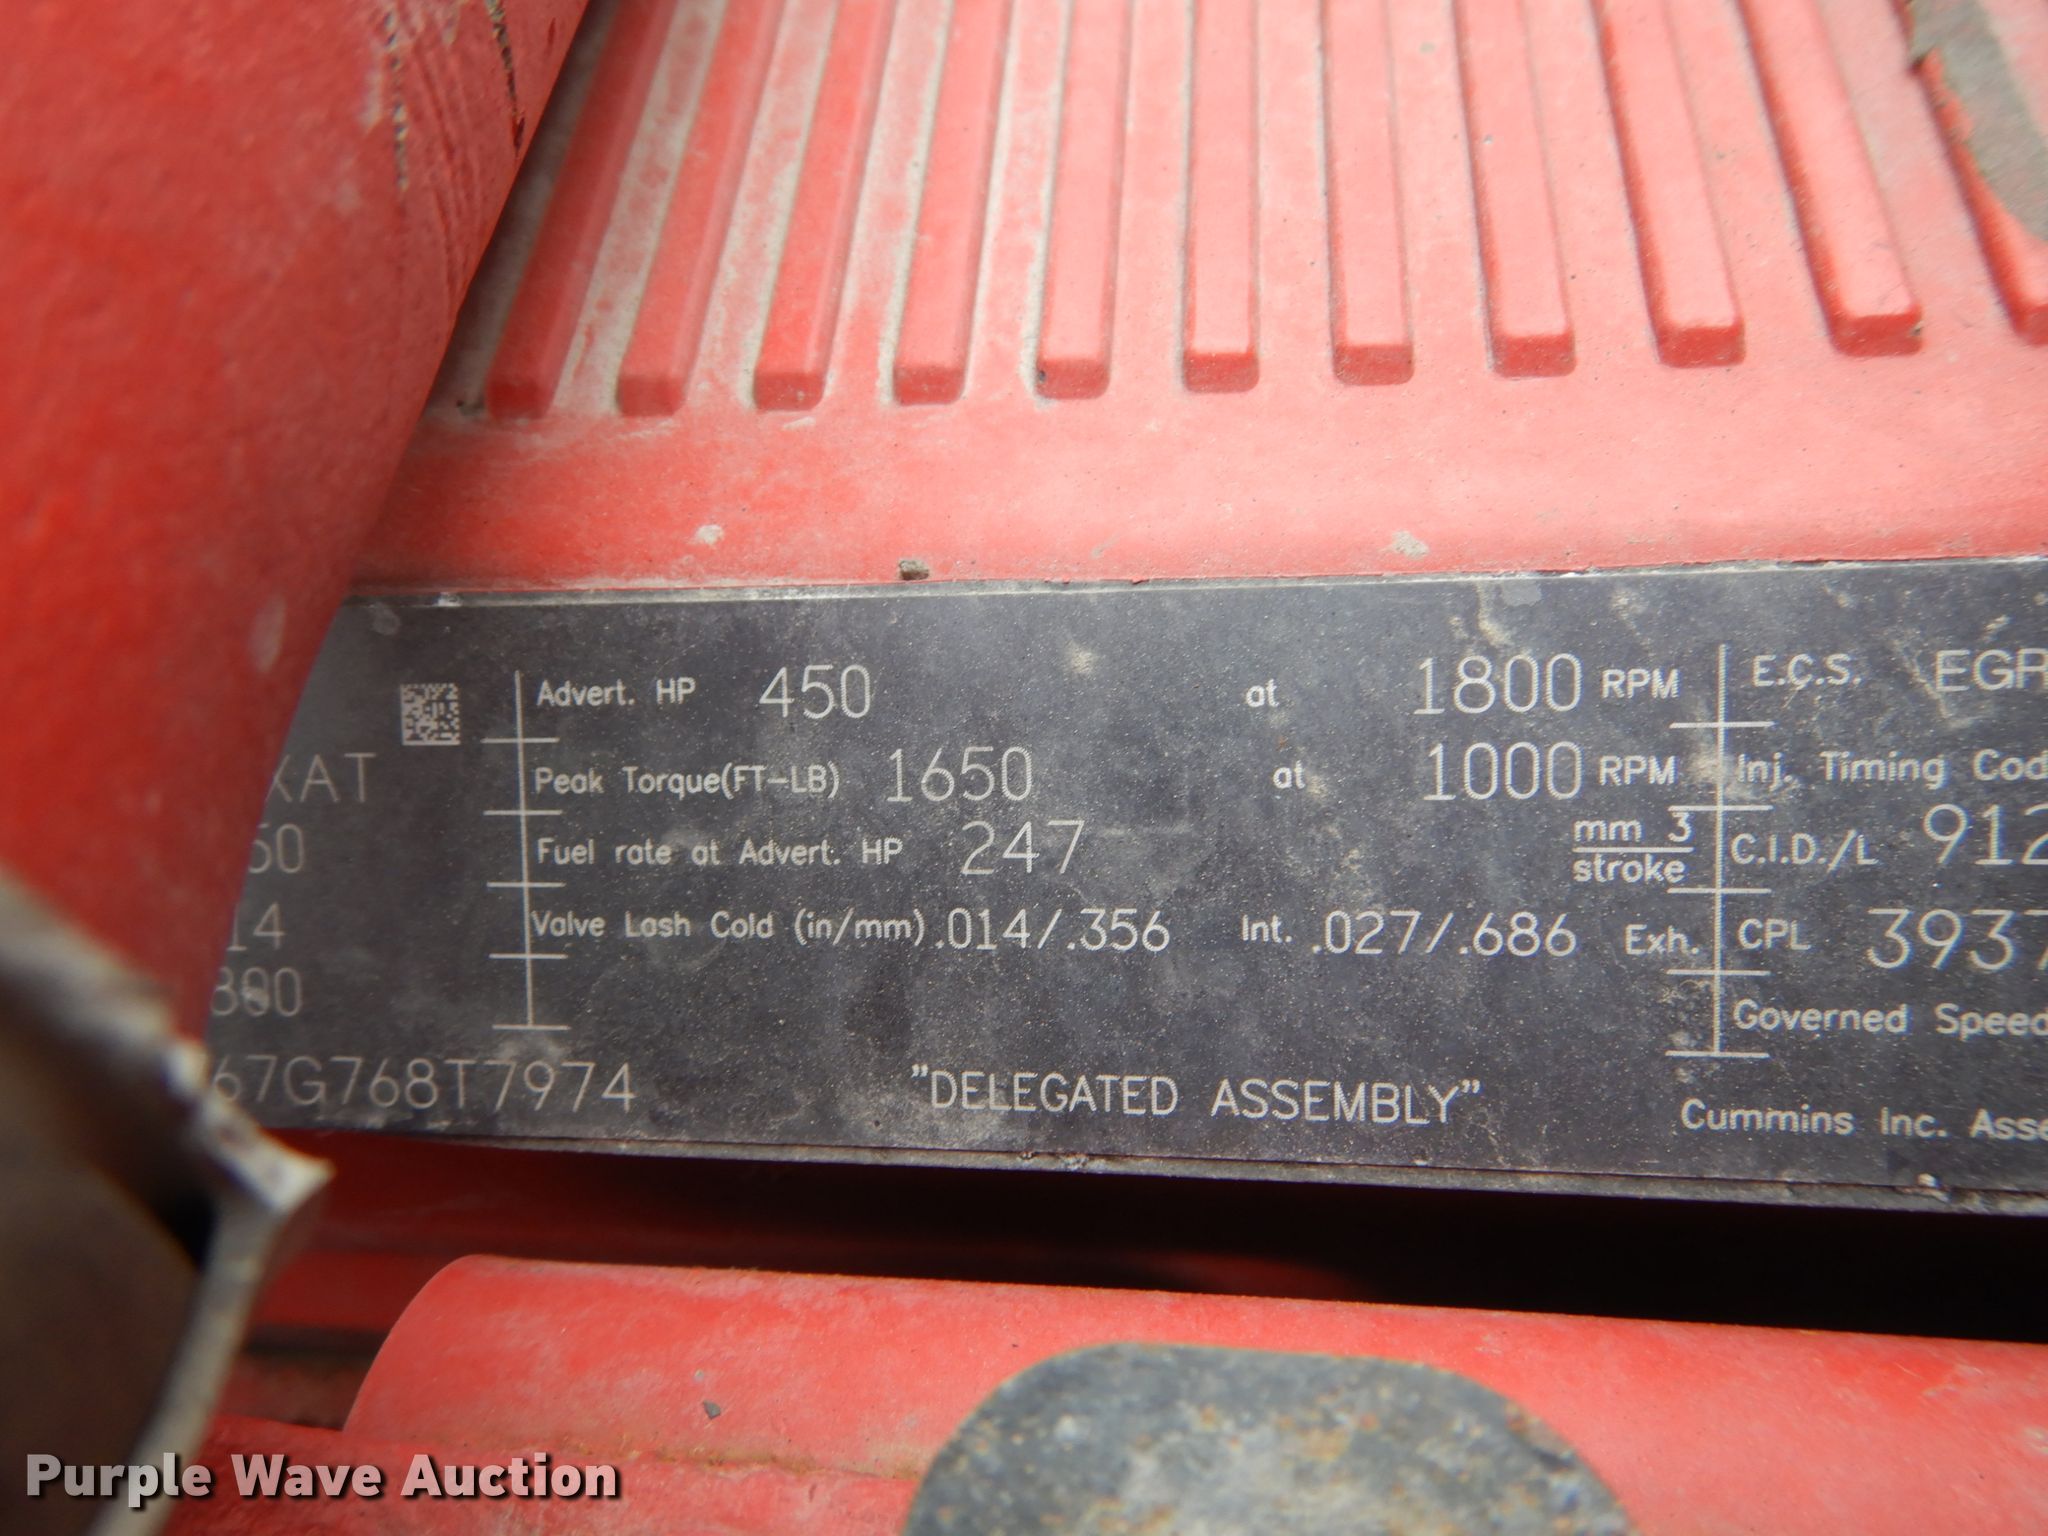 Advert. HP 450 at 1800 RPM E.C.S. EGR
XAT Peak Torque(FT-LB) 1650 at 1000 RPM Inj. Timing Cod
50 Fuel rate at Advert. HP 247 mm 3 stroke C.I.D./L 912
14 Valve Lash Cold (in/mm) .014/.356 Int. .027/.686 Exh. CPL 3937
800 Governed Speed
67G768T7974 "DELEGATED ASSEMBLY" Cummins Inc. Asse
Purple Wave Auction